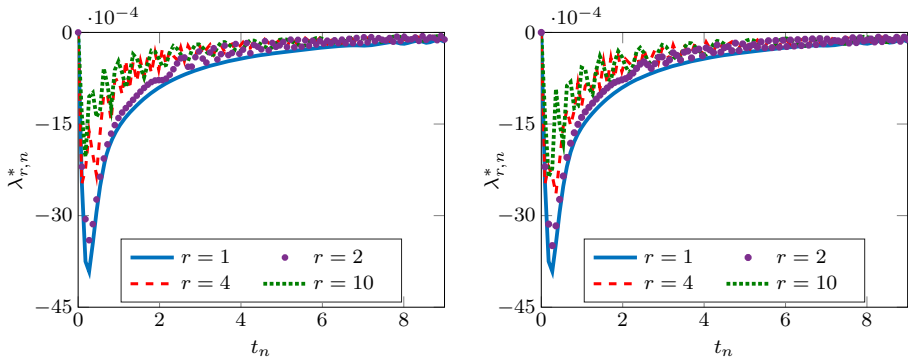 ·10−4
0
−15
−30
−45
λ*r,n
r = 1
r = 2
r = 4
r = 10
0
2
4
6
8
tn
·10−4
0
−15
−30
−45
λ*r,n
r = 1
r = 2
r = 4
r = 10
0
2
4
6
8
tn